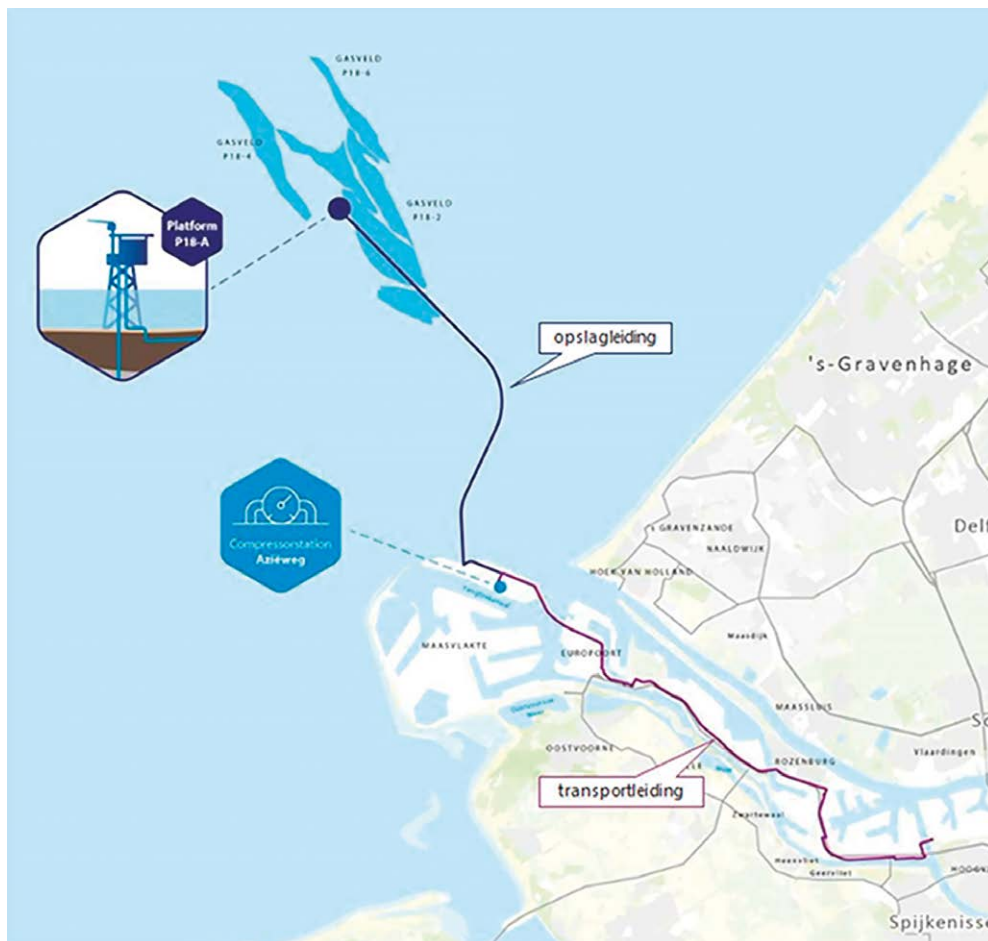 GASVELD
P18-6
GASVELD
P18-4
GASVELD
P18-2
Platform
P18-A
opslagleiding
's-Gravenhage
Compressorstation
Aziëweg
's GRAVENZANDE
NAALDWIJK
Delf
HOEK VAN HOLLAND
Maasdijk
MAASVLAKTE
EUROPOORT
MAASSLUIS
OOSTVOORNE
ROZENBURG
Vlaardingen
transportleiding
Zwartewaal
Heenvliet
Geervliet
Spijkenisse